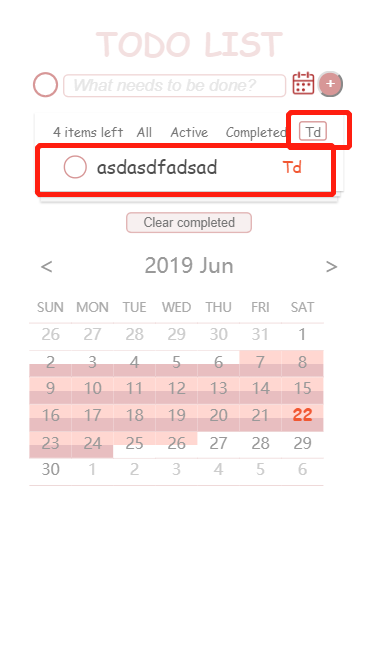 TODO LIST
What needs to be done? +
4 items left All Active Completed Td
asdasdfadsad Td
Clear completed
< 2019 Jun >
SUN MON TUE WED THU FRI SAT
26 27 28 29 30 31 1
2 3 4 5 6 7 8
9 10 11 12 13 14 15
16 17 18 19 20 21 22
23 24 25 26 27 28 29
30 1 2 3 4 5 6